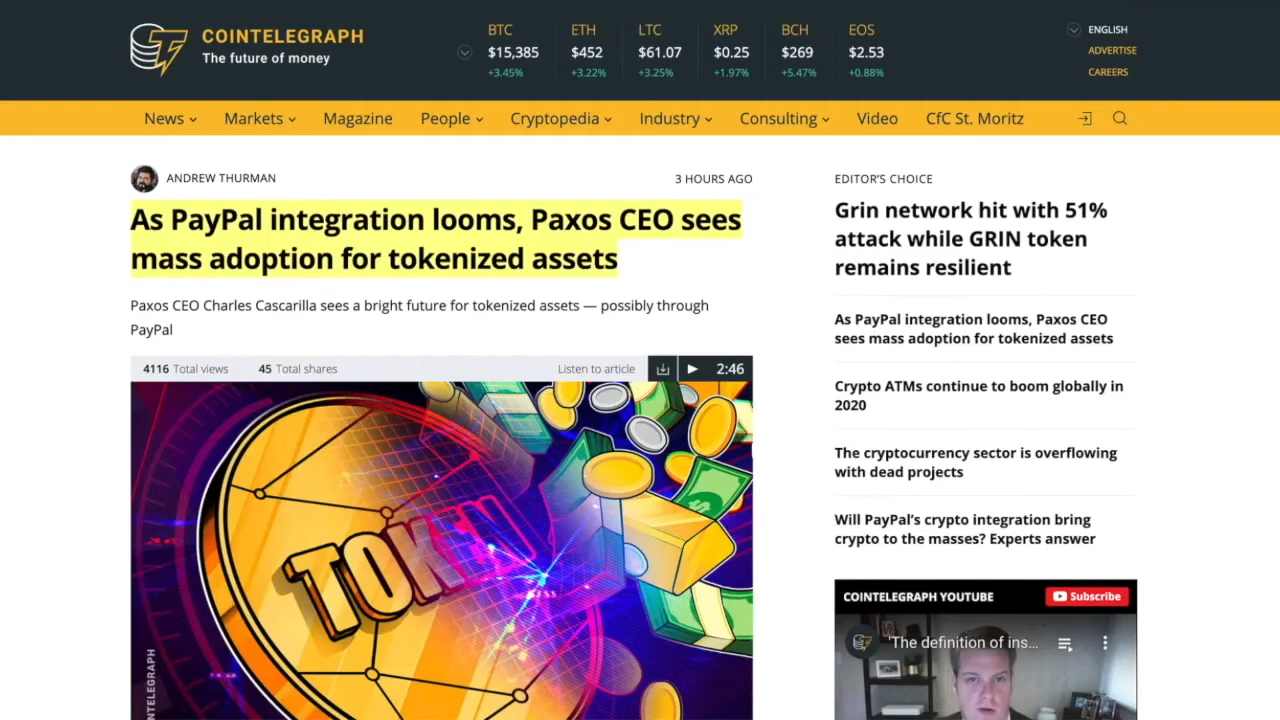 COINTELEGRAPH
The future of money
BTC
$15,385
+3.45%
ETH
$452
+3.22%
LTC
$61.07
+3.25%
XRP
$0.25
+1.97%
BCH
$269
+5.47%
EOS
$2.53
+0.88%
ENGLISH
ADVERTISE
CAREERS
News Markets Magazine People Cryptopedia Industry Consulting Video CfC St. Moritz
ANDREW THURMAN
3 HOURS AGO
As PayPal integration looms, Paxos CEO sees
mass adoption for tokenized assets
Paxos CEO Charles Cascarilla sees a bright future for tokenized assets — possibly through
PayPal
4116 Total views 45 Total shares Listen to article 2:46
TOKEN
COINTELEGRAPH
EDITOR'S CHOICE
Grin network hit with 51%
attack while GRIN token
remains resilient
As PayPal integration looms, Paxos CEO
sees mass adoption for tokenized assets
Crypto ATMs continue to boom globally in
2020
The cryptocurrency sector is overflowing
with dead projects
Will PayPal’s crypto integration bring
crypto to the masses? Experts answer
COINTELEGRAPH YOUTUBE
Subscribe
'The definition of ins...